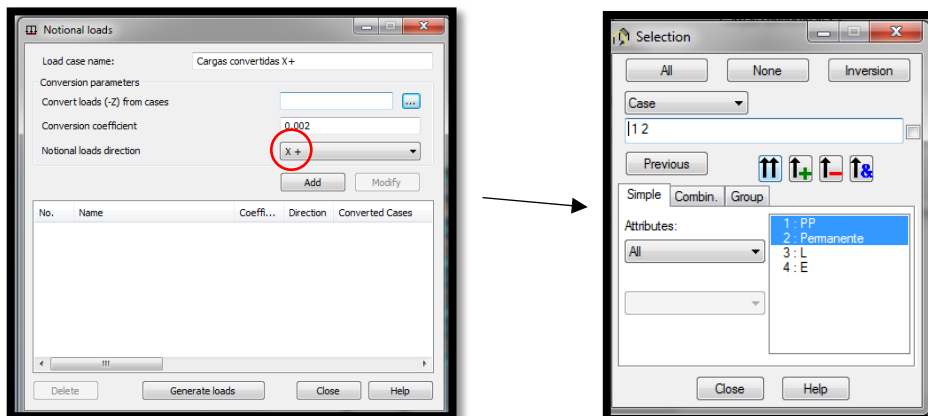 Notional loads
Load case name: Cargas convertidas X+
Conversion parameters
Convert loads (-Z) from cases ...
Conversion coefficient 0.002
Notional loads direction X +
Add Modify
No. Name Coeffi... Direction Converted Cases
Delete Generate loads Close Help
Selection
All None Inversion
Case
1 2
Previous
Simple Combin. Group
Attributes:
All
1 : PP
2 : Permanente
3 : L
4 : E
Close Help